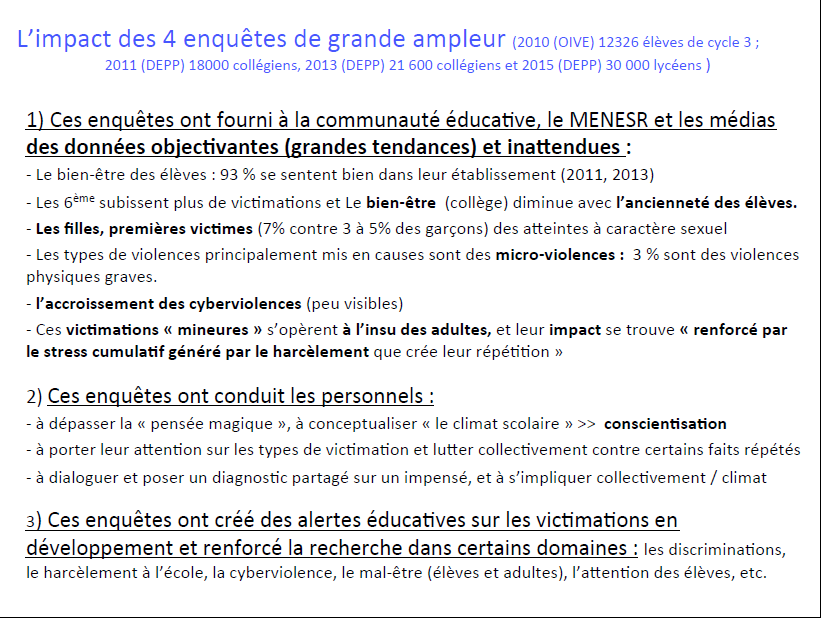 L’impact des 4 enquêtes de grande ampleur (2010 (OIVE) 12326 élèves de cycle 3 ;
2011 (DEPP) 18000 collégiens, 2013 (DEPP) 21 600 collégiens et 2015 (DEPP) 30 000 lycéens )
1) Ces enquêtes ont fourni à la communauté éducative, le MENESR et les médias
des données objectivantes (grandes tendances) et inattendues :
- Le bien-être des élèves : 93 % se sentent bien dans leur établissement (2011, 2013)
- Les 6ème subissent plus de victimations et Le bien-être (collège) diminue avec l’ancienneté des élèves.
- Les filles, premières victimes (7% contre 3 à 5% des garçons) des atteintes à caractère sexuel
- Les types de violences principalement mis en causes sont des micro-violences : 3 % sont des violences
physiques graves.
- l’accroissement des cyberviolences (peu visibles)
- Ces victimations « mineures » s’opèrent à l’insu des adultes, et leur impact se trouve « renforcé par
le stress cumulatif généré par le harcèlement que crée leur répétition »
2) Ces enquêtes ont conduit les personnels :
- à dépasser la « pensée magique », à conceptualiser « le climat scolaire » >> conscientisation
- à porter leur attention sur les types de victimation et lutter collectivement contre certains faits répétés
- à dialoguer et poser un diagnostic partagé sur un impensé, et à s’impliquer collectivement / climat
3) Ces enquêtes ont créé des alertes éducatives sur les victimations en
développement et renforcé la recherche dans certains domaines : les discriminations,
le harcèlement à l’école, la cyberviolence, le mal-être (élèves et adultes), l’attention des élèves, etc.